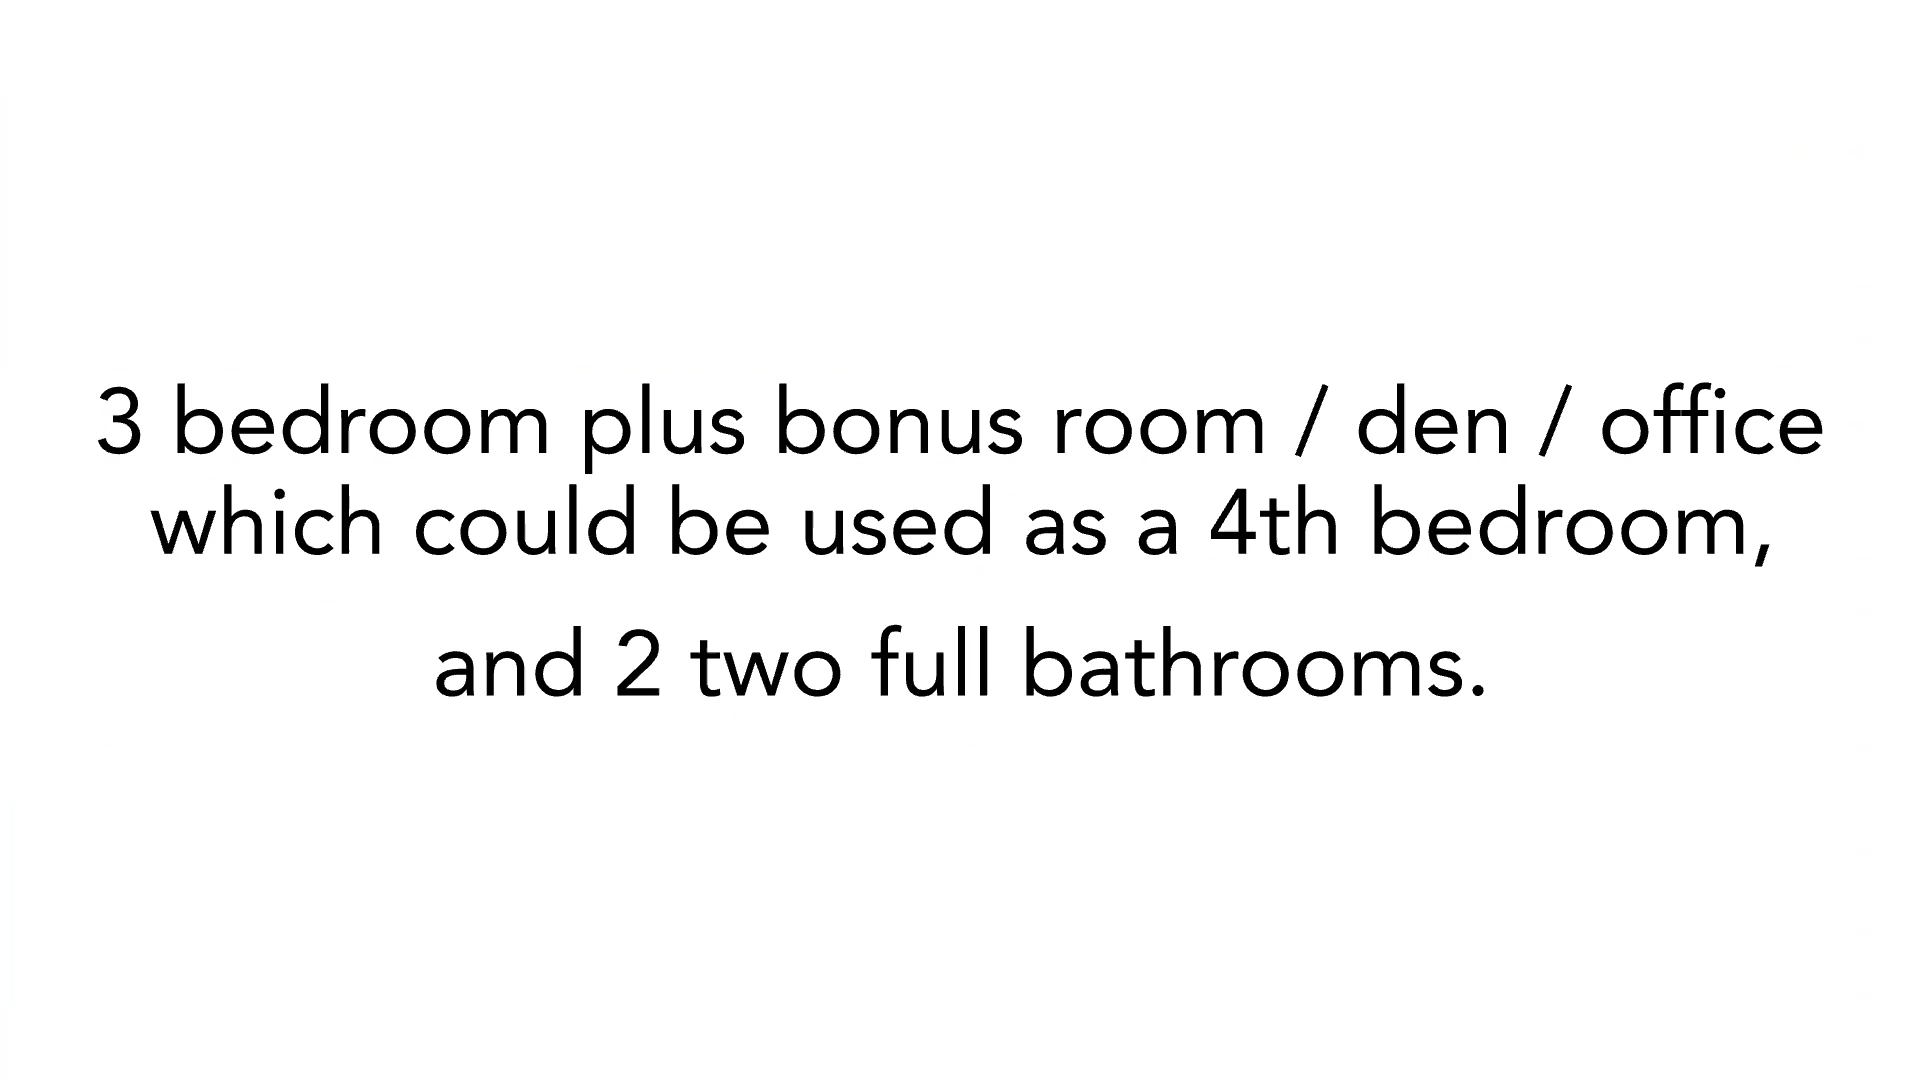 3 bedroom plus bonus room / den / office
which could be used as a 4th bedroom,
and 2 two full bathrooms.